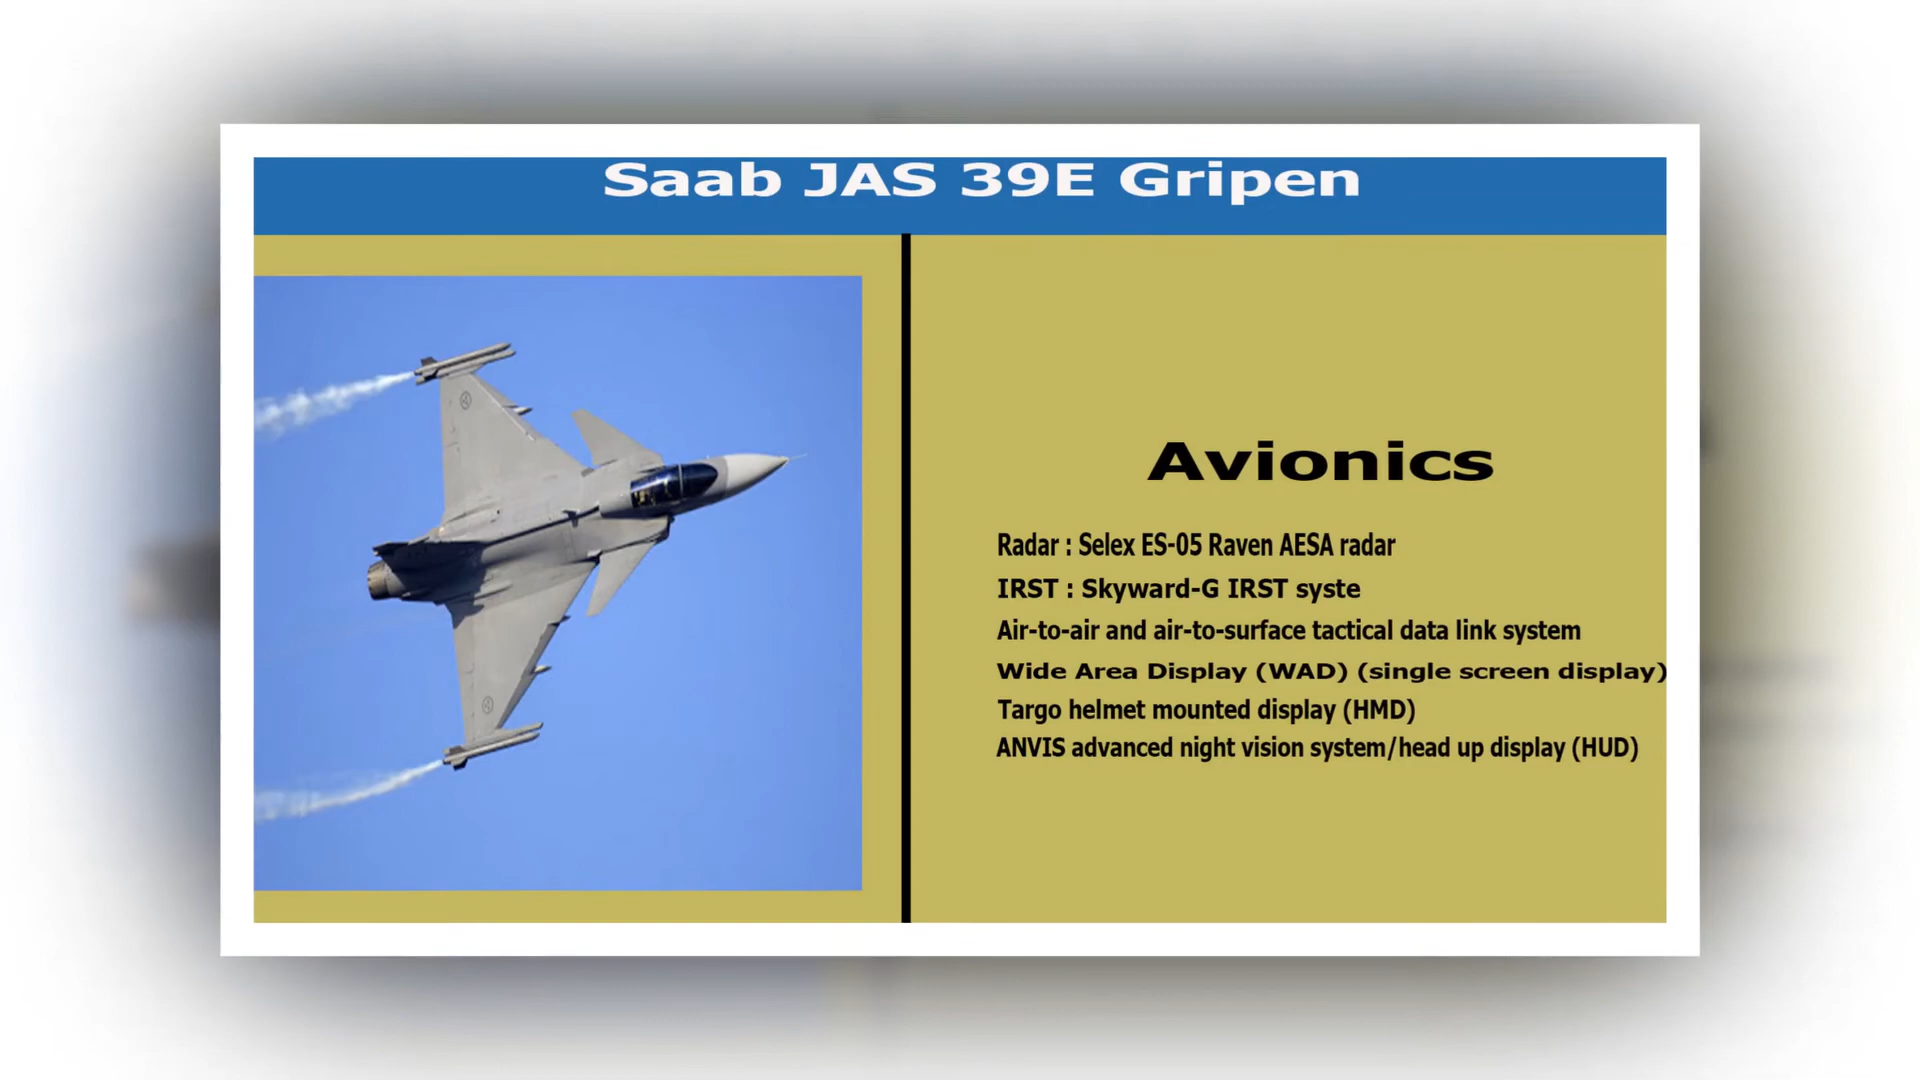 Saab JAS 39E Gripen
Avionics
Radar : Selex ES-05 Raven AESA radar
IRST : Skyward-G IRST syste
Air-to-air and air-to-surface tactical data link system
Wide Area Display (WAD) (single screen display)
Targo helmet mounted display (HMD)
ANVIS advanced night vision system/head up display (HUD)